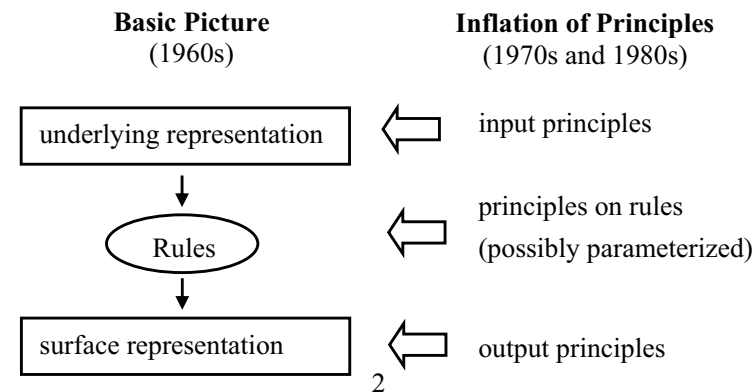 Basic Picture
(1960s)
Inflation of Principles
(1970s and 1980s)
underlying representation
input principles
Rules
principles on rules
(possibly parameterized)
surface representation
output principles
2